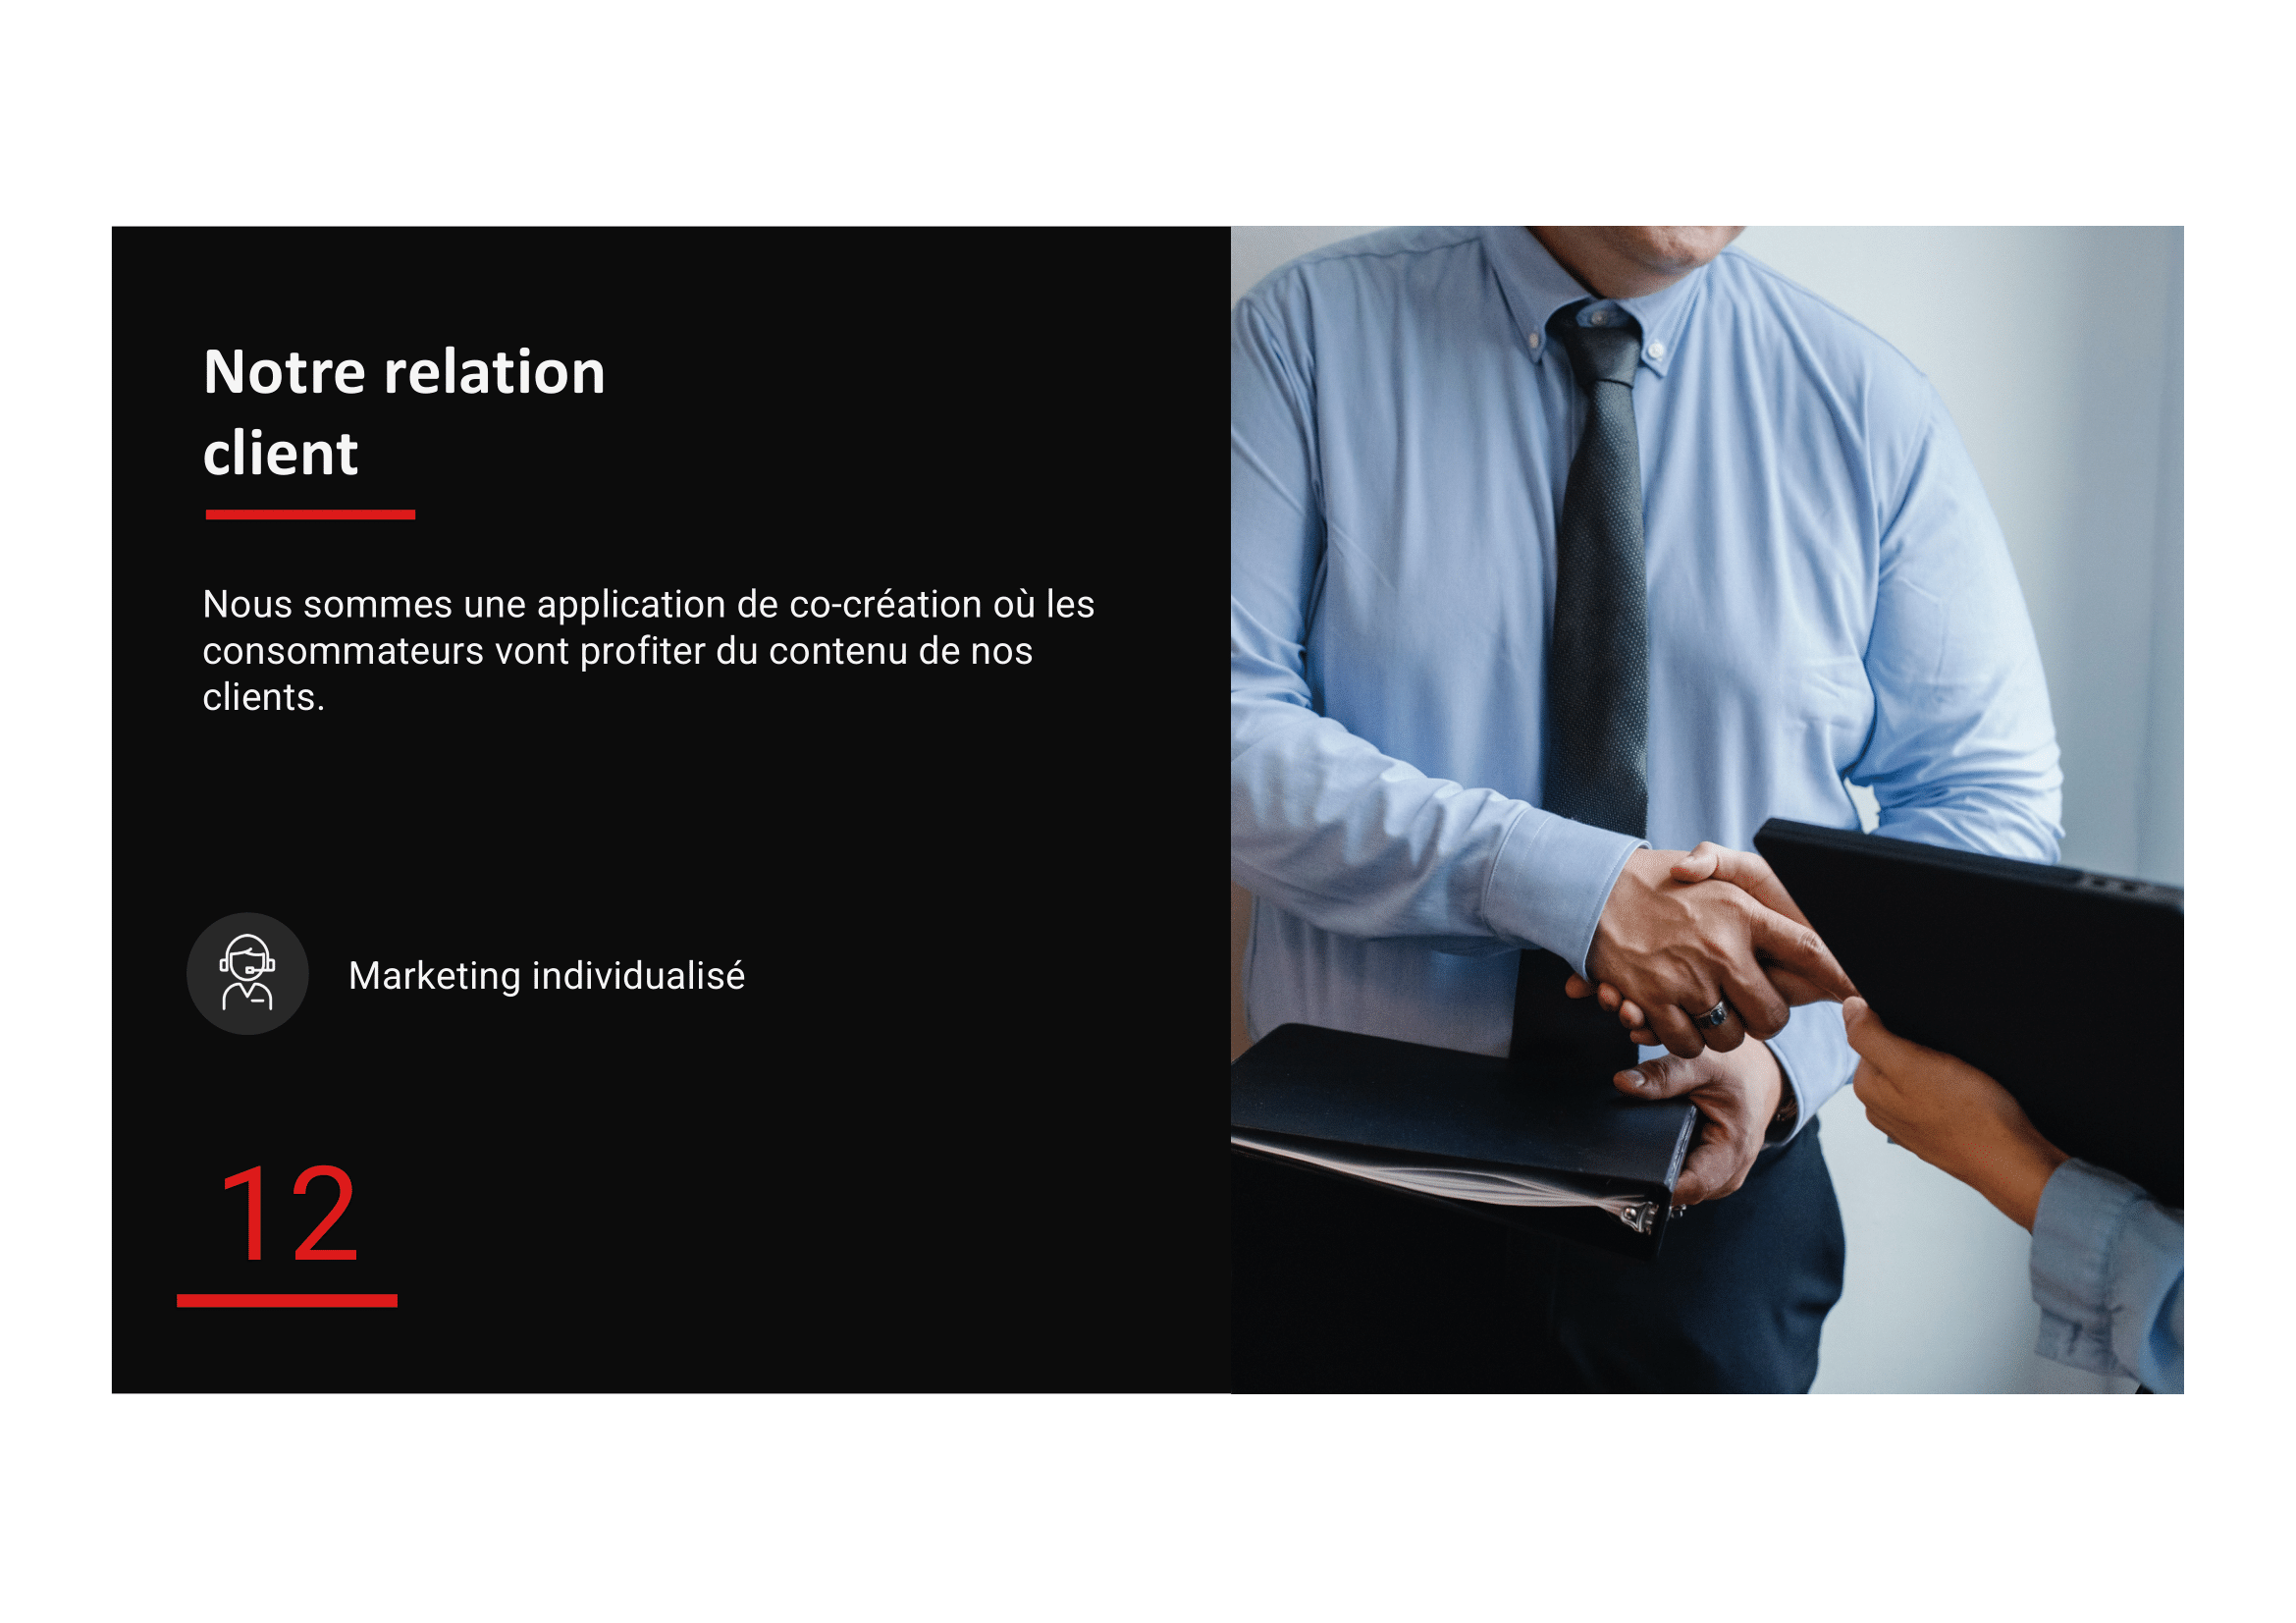 Notre relation
client
Nous sommes une application de co-création où les
consommateurs vont profiter du contenu de nos
clients.
Marketing individualisé
12